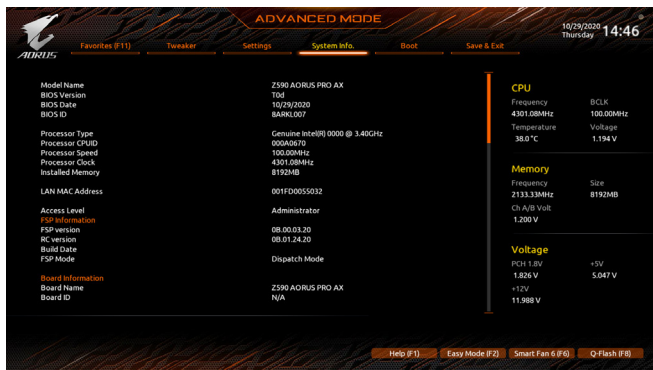 ADVANCED MODE
10/29/2020 14:46
Thursday
AORUS
Favorites (F11) Tweaker Settings System Info. Boot Save & Exit
Model Name Z590 AORUS PRO AX
BIOS Version T0d
BIOS Date 10/29/2020
BIOS ID 8ARKL007
Processor Type Genuine Intel(R) 0000 @ 3.40GHz
Processor CPUID 000A0670
Processor Speed 100.00MHz
Processor Clock 4301.08MHz
Installed Memory 8192MB
LAN MAC Address 001FD0055032
Access Level Administrator
FSP Information
FSP version 0B.00.03.20
RC version 0B.01.24.20
Build Date
FSP Mode Dispatch Mode
Board Information
Board Name Z590 AORUS PRO AX
Board ID N/A
CPU
Frequency BCLK
4301.08MHz 100.00MHz
Temperature Voltage
38.0 °C 1.194 V
Memory
Frequency Size
2133.33MHz 8192MB
Ch A/B Volt
1.200 V
Voltage
PCH 1.8V +5V
1.826 V 5.047 V
+12V
11.988 V
Help (F1) Easy Mode (F2) Smart Fan 6 (F6) Q-Flash (F8)